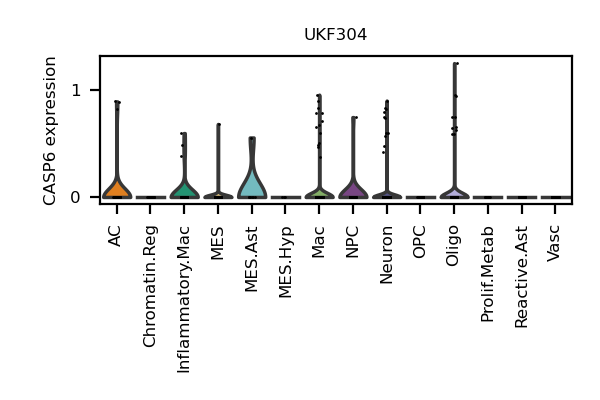 UKF304
CASP6 expression
1
0
AC
Chromatin.Reg
Inflammatory.Mac
MES
MES.Ast
MES.Hyp
Mac
NPC
Neuron
OPC
Oligo
Prolif.Metab
Reactive.Ast
Vasc